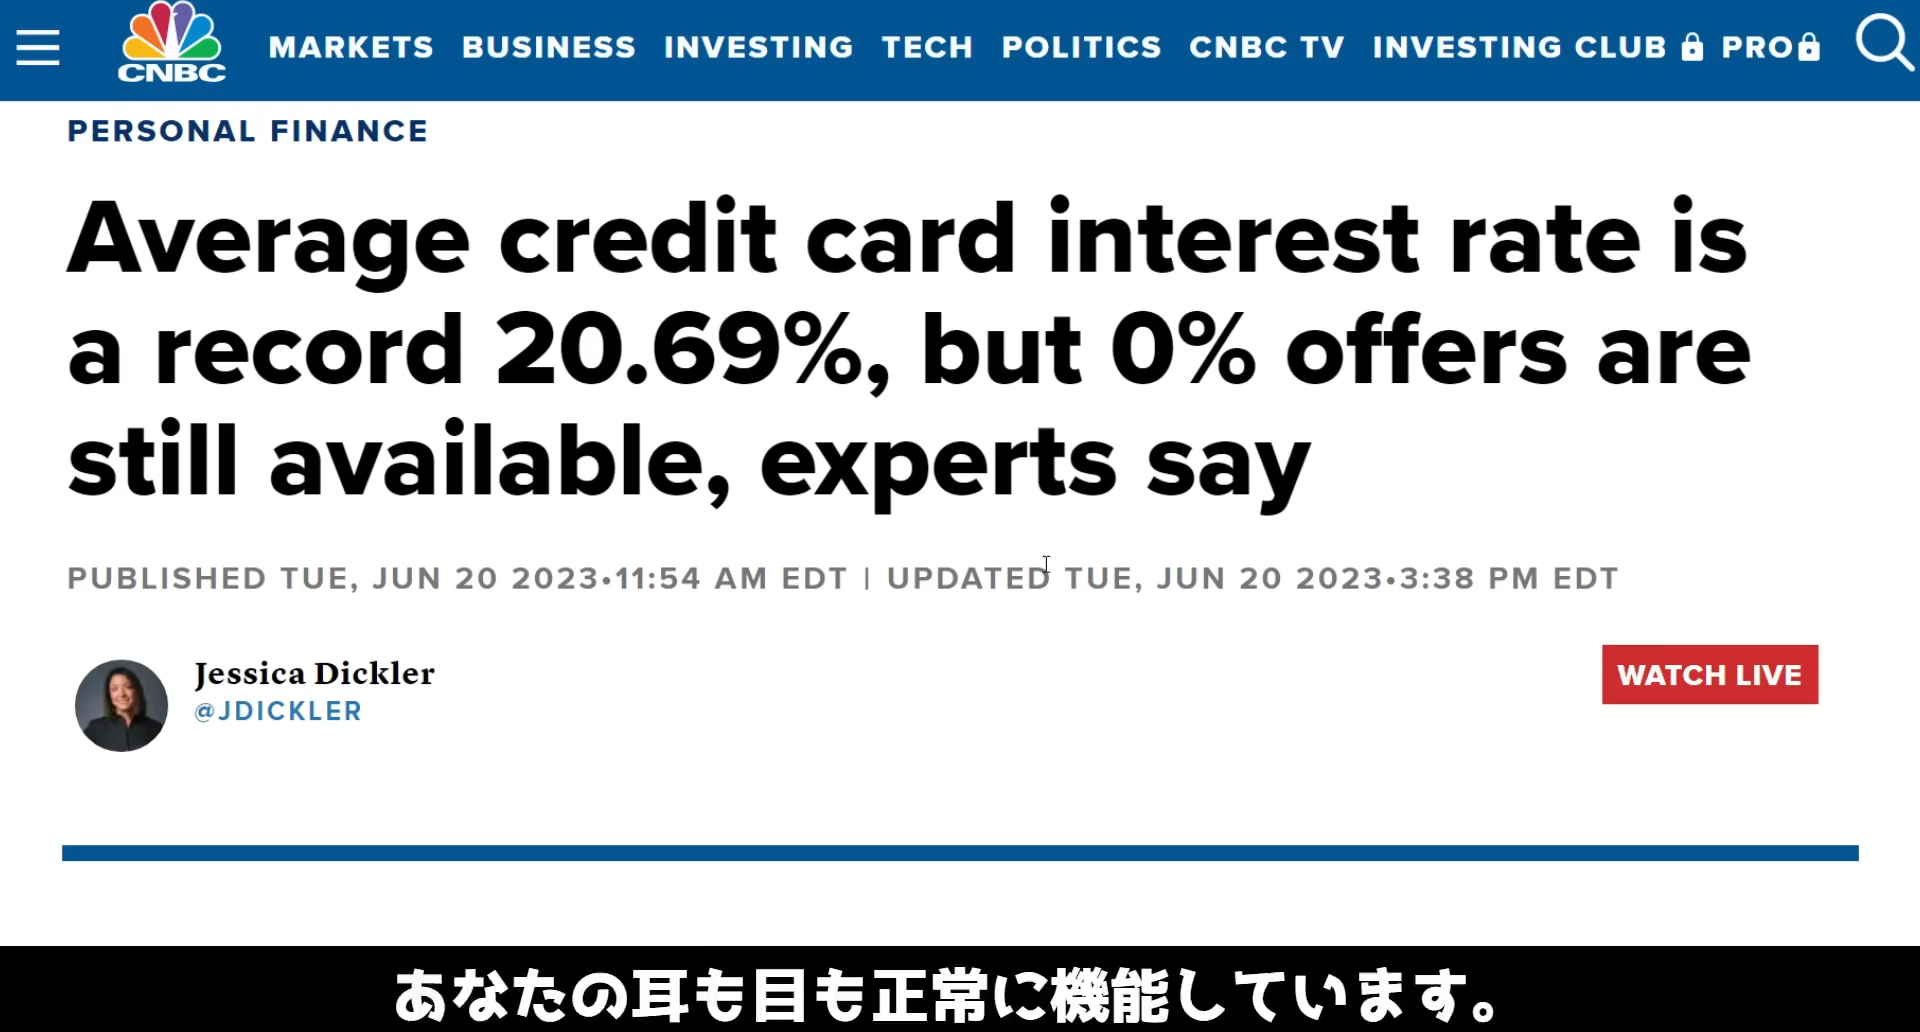 CNBC
MARKETS BUSINESS INVESTING TECH POLITICS CNBC TV INVESTING CLUB PRO
PERSONAL FINANCE
Average credit card interest rate is
a record 20.69%, but 0% offers are
still available, experts say
PUBLISHED TUE, JUN 20 2023•11:54 AM EDT | UPDATED TUE, JUN 20 2023•3:38 PM EDT
Jessica Dickler
@JDICKLER
WATCH LIVE
あなたの耳も目も正常に機能しています。